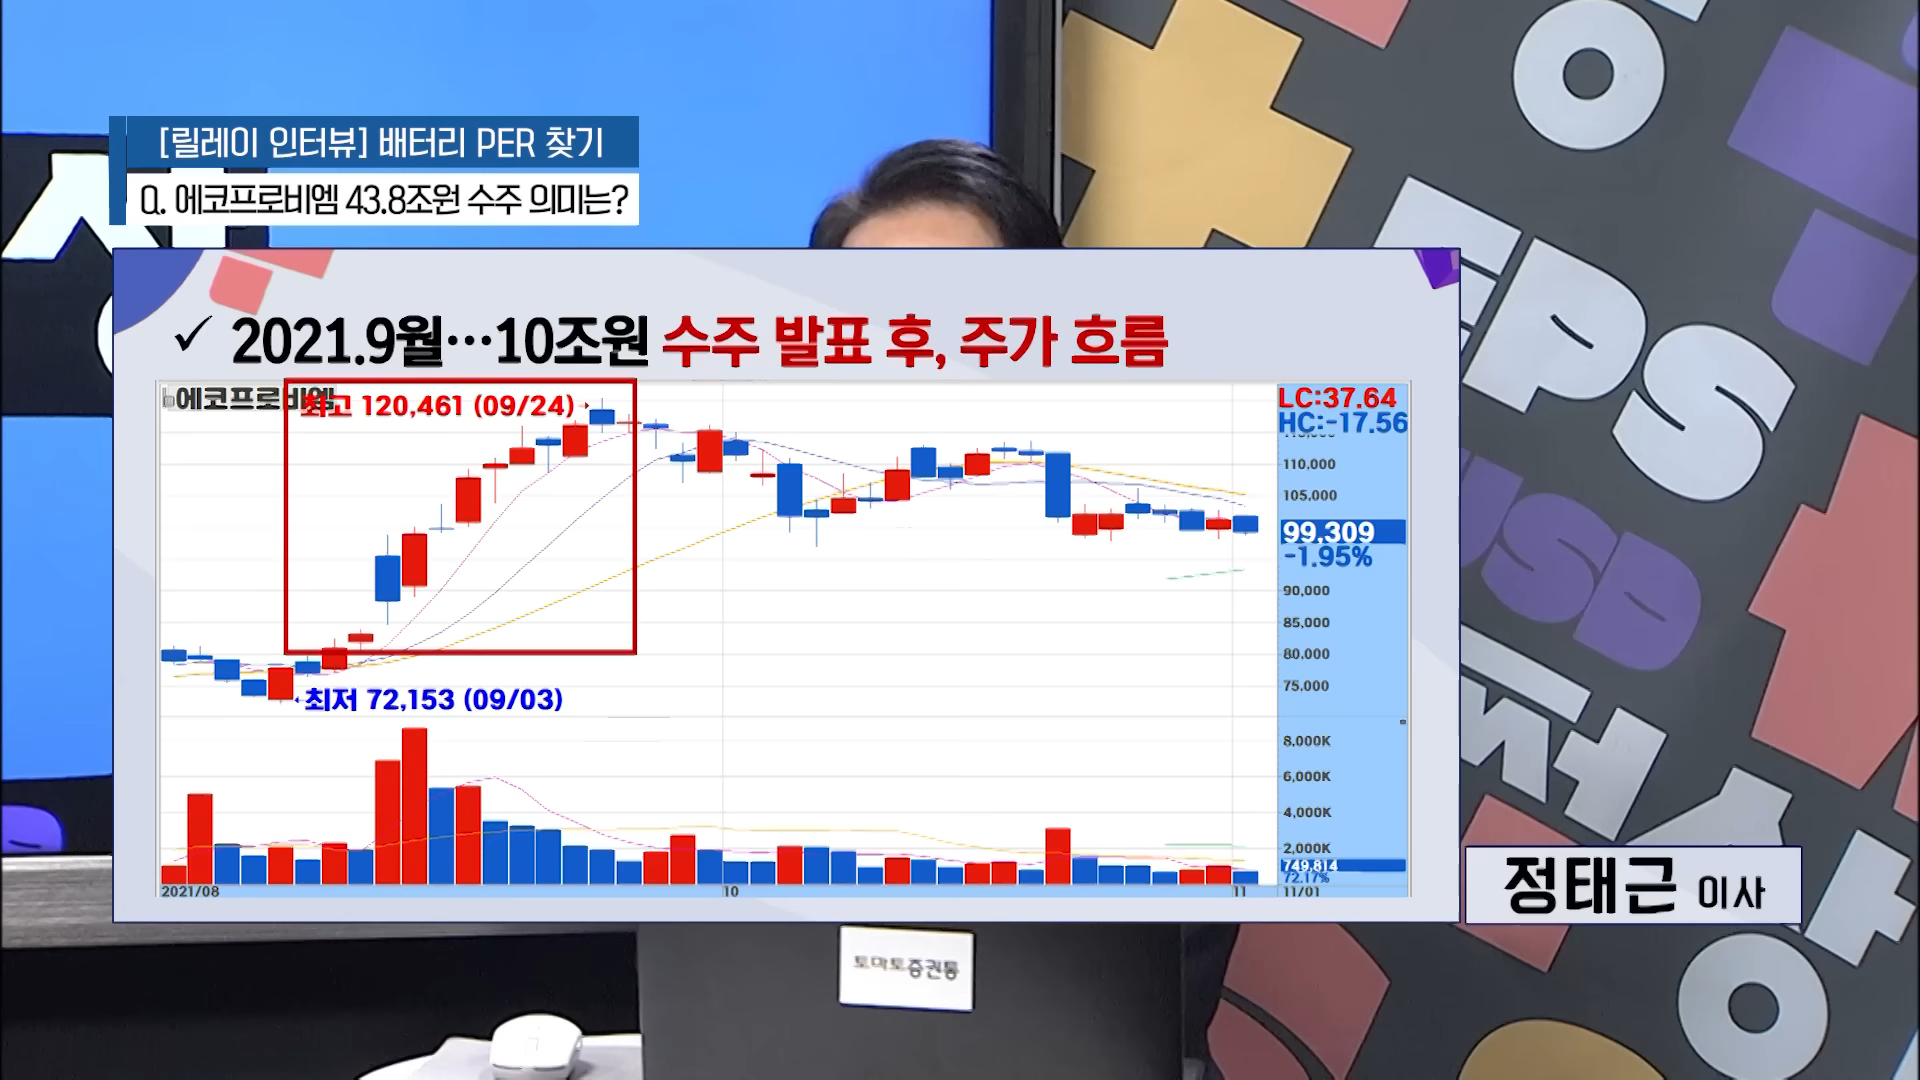 [릴레이 인터뷰] 배터리 PER 찾기
Q. 에코프로비엠 43.8조원 수주 의미는?
✓ 2021.9월…10조원 수주 발표 후, 주가 흐름
에코프로비엠
최고 120,461 (09/24)
최저 72,153 (09/03)
LC:37.64
HC:-17.56
110,000
105,000
99,309
-1.95%
90,000
85,000
80,000
75,000
8,000K
6,000K
4,000K
2,000K
749,814
72.17%
2021/08
10
11
11/01
정태근 이사
토마토증권통
EPS